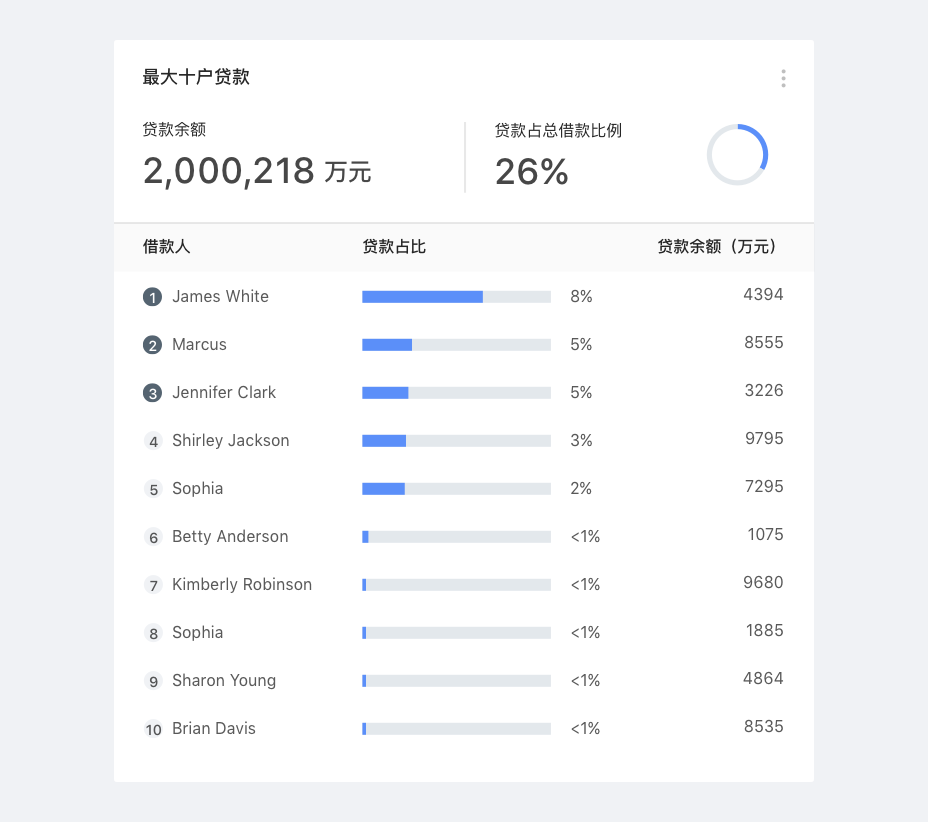 最大十户贷款
贷款余额
2,000,218 万元
贷款占总借款比例
26%
借款人 贷款占比 贷款余额（万元）
1 James White 8% 4394
2 Marcus 5% 8555
3 Jennifer Clark 5% 3226
4 Shirley Jackson 3% 9795
5 Sophia 2% 7295
6 Betty Anderson <1% 1075
7 Kimberly Robinson <1% 9680
8 Sophia <1% 1885
9 Sharon Young <1% 4864
10 Brian Davis <1% 8535